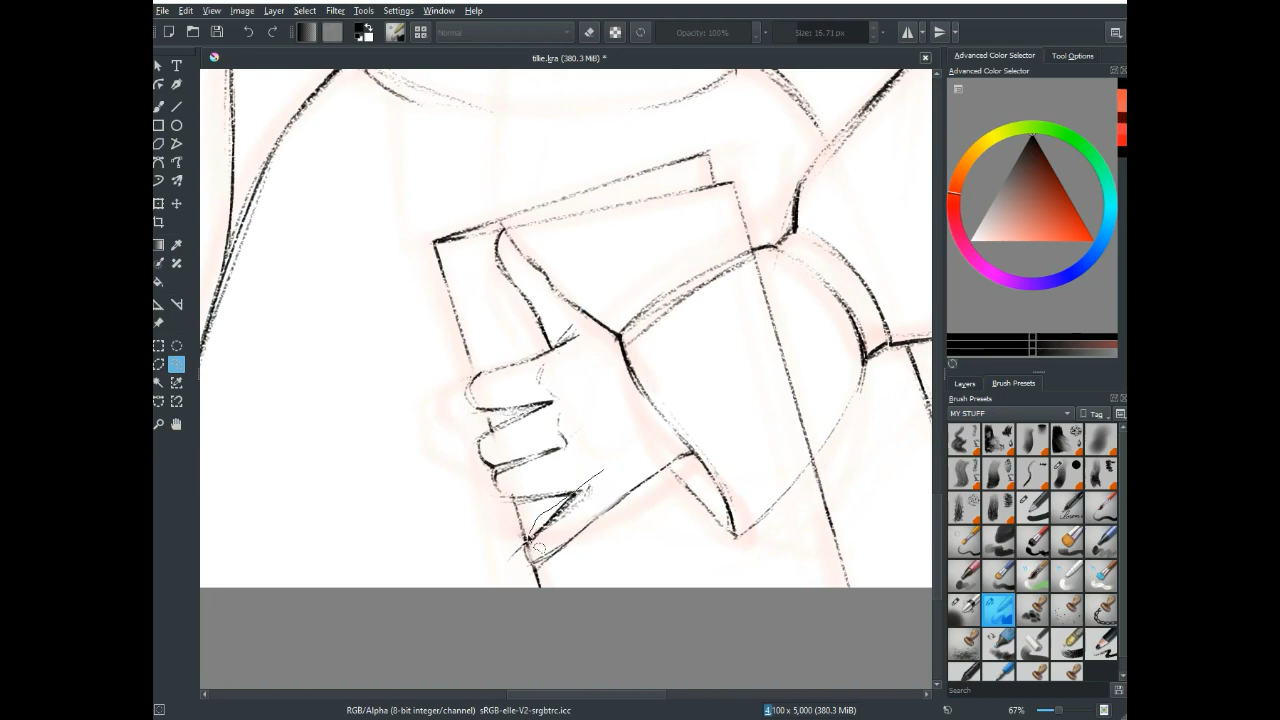 File Edit View Image Layer Select Filter Tools Settings Window Help
Normal Opacity: 100% Size: 16.71 px
tillie.kra (380.3 MiB) *
Advanced Color Selector Tool Options
Advanced Color Selector
Layers Brush Presets
Brush Presets
MY STUFF Tag
Search
RGB/Alpha (8-bit integer/channel) sRGB-elle-V2-srgbtrc.icc 4,100 x 5,000 (380.3 MiB) 67%